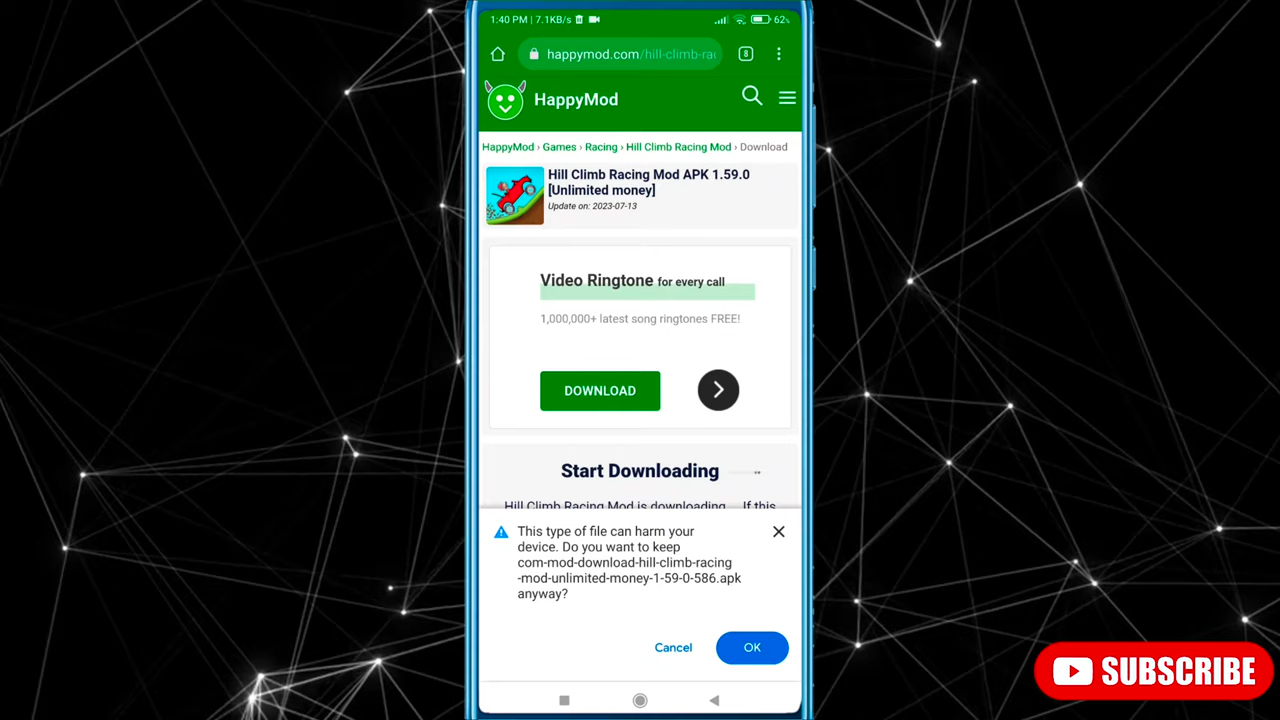 1:40 PM | 7.1KB/s
62%
happymod.com/hill-climb-rac
8
HappyMod
HappyMod › Games › Racing › Hill Climb Racing Mod › Download
Hill Climb Racing Mod APK 1.59.0
[Unlimited money]
Update on: 2023-07-13
Video Ringtone for every call
1,000,000+ latest song ringtones FREE!
DOWNLOAD
Start Downloading
Hill Climb Racing Mod is downloading ... If this
This type of file can harm your
device. Do you want to keep
com-mod-download-hill-climb-racing
-mod-unlimited-money-1-59-0-586.apk
anyway?
Cancel
OK
SUBSCRIBE